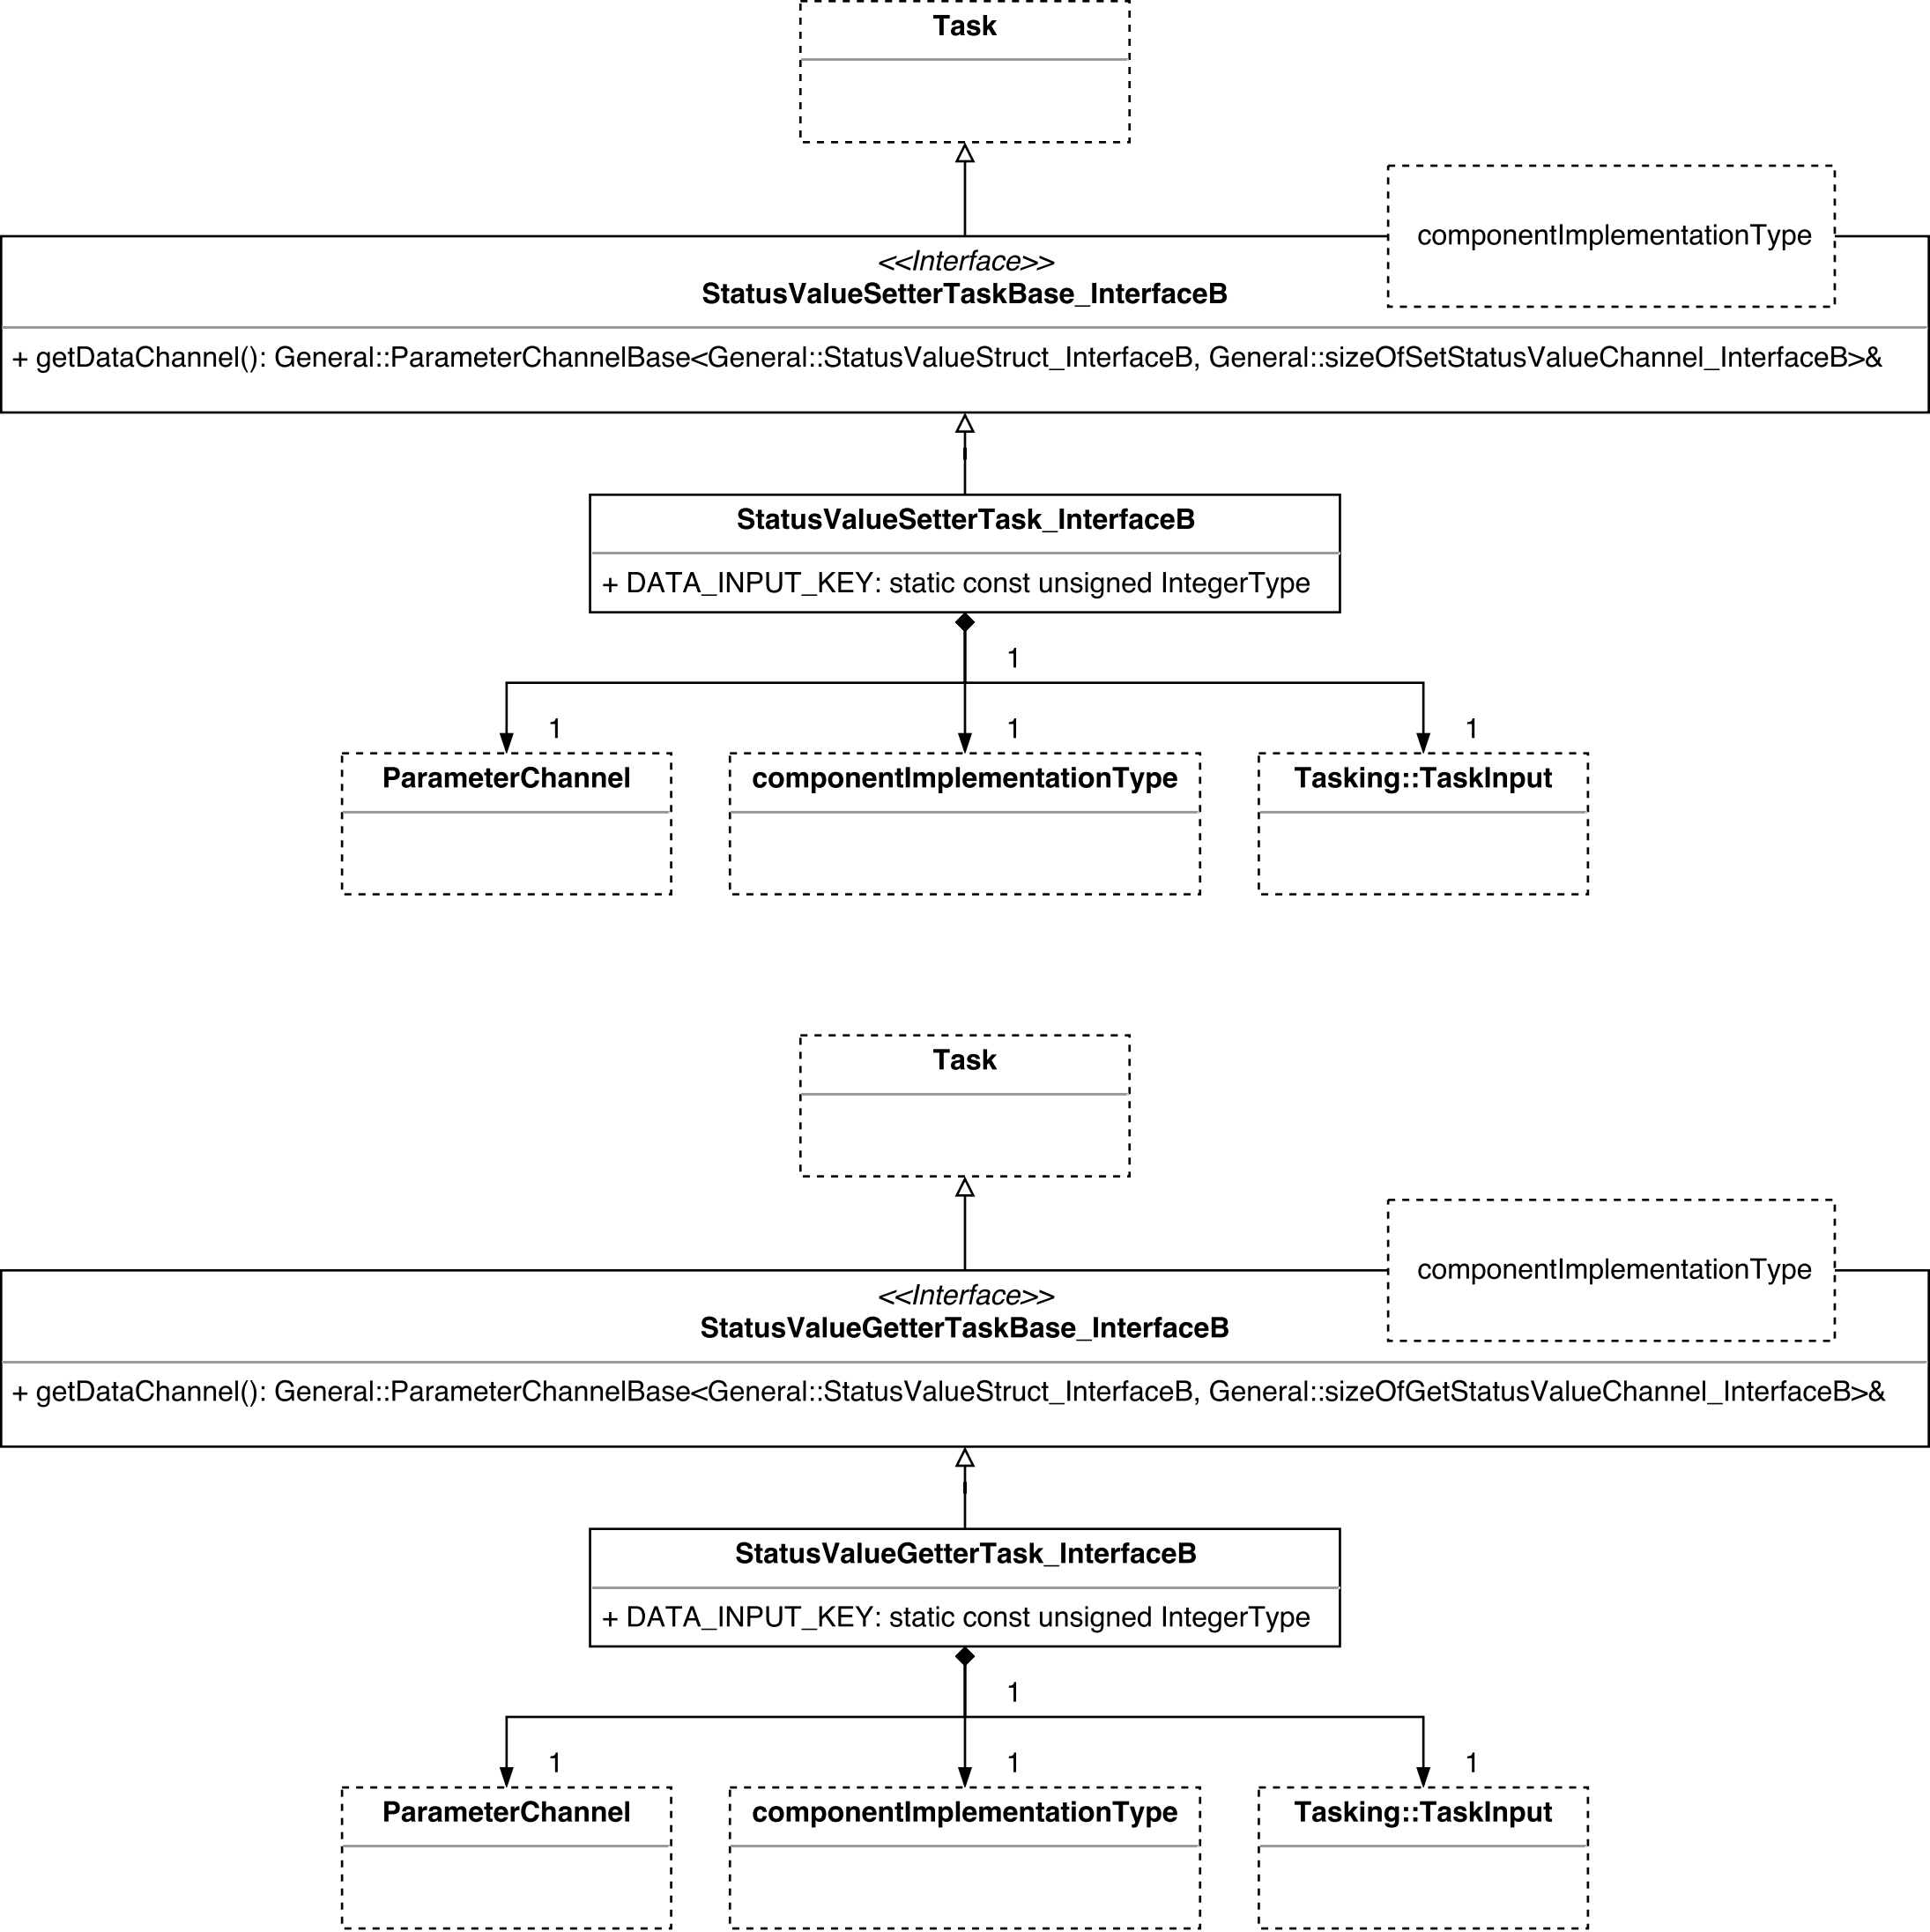 Task
componentImplementationType
<<Interface>>
StatusValueSetterTaskBase_InterfaceB
+ getDataChannel(): General::ParameterChannelBase<General::StatusValueStruct_InterfaceB, General::sizeOfSetStatusValueChannel_InterfaceB>&
StatusValueSetterTask_InterfaceB
+ DATA_INPUT_KEY: static const unsigned IntegerType
1
1 1 1
ParameterChannel componentImplementationType Tasking::TaskInput
Task
componentImplementationType
<<Interface>>
StatusValueGetterTaskBase_InterfaceB
+ getDataChannel(): General::ParameterChannelBase<General::StatusValueStruct_InterfaceB, General::sizeOfGetStatusValueChannel_InterfaceB>&
StatusValueGetterTask_InterfaceB
+ DATA_INPUT_KEY: static const unsigned IntegerType
1
1 1 1
ParameterChannel componentImplementationType Tasking::TaskInput